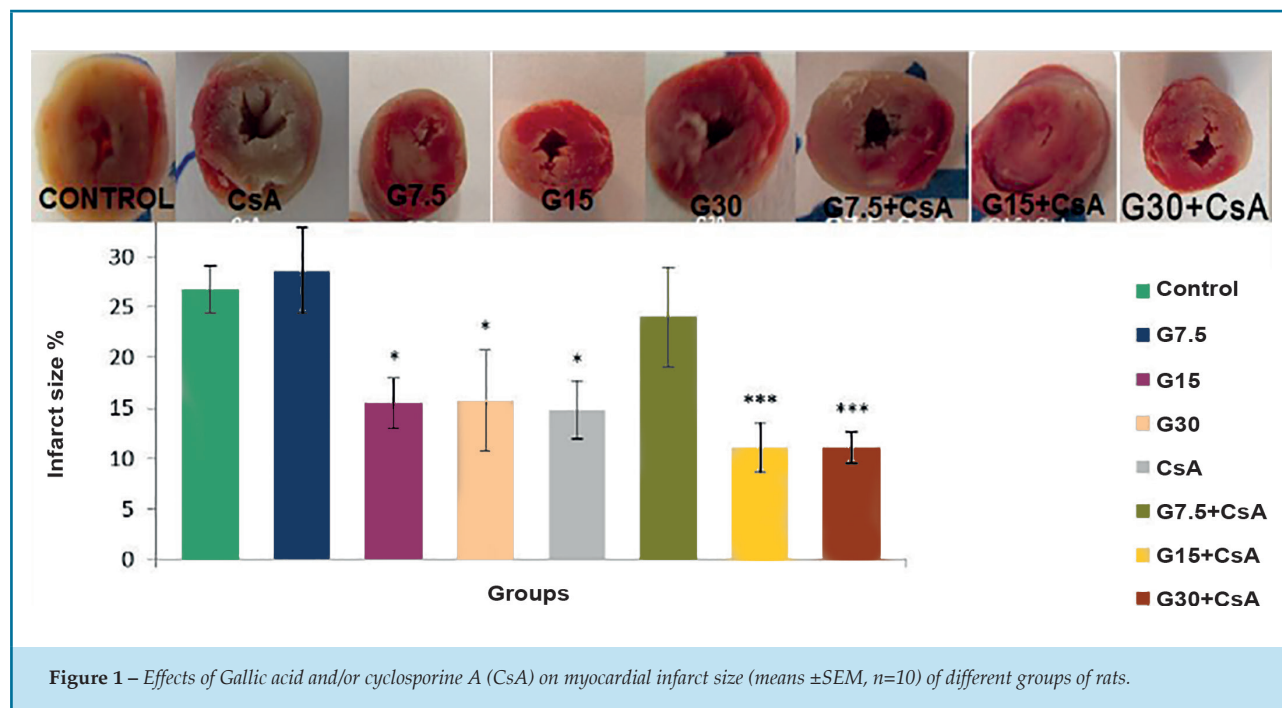 CONTROL CsA G7.5 G15 G30 G7.5+CsA G15+CsA G30+CsA
30
25
20
15
10
5
0
Infarct size %
* * * *** ***
Groups
Control
G7.5
G15
G30
CsA
G7.5+CsA
G15+CsA
G30+CsA
Figure 1 – Effects of Gallic acid and/or cyclosporine A (CsA) on myocardial infarct size (means ±SEM, n=10) of different groups of rats.